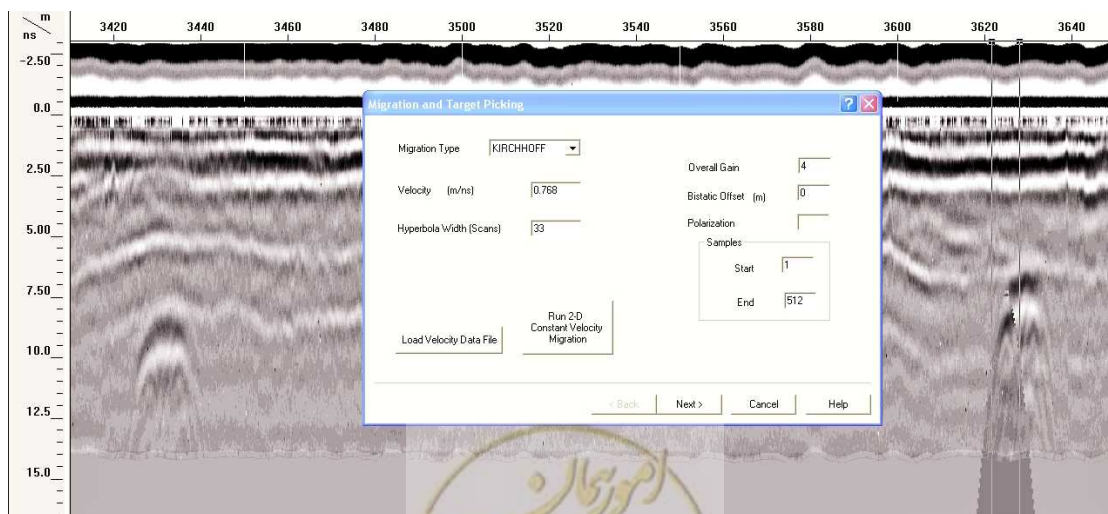 m
ns
3420 3440 3480 3500 3520 3540 3560 3580 3600 3620 3640
-2.50
0.0
2.50
5.00
7.50
10.0
12.5
15.0
Migration and Target Picking
Migration Type KIRCHHOFF
Velocity (m/ns) 0.768
Hyperbola Width (Scans) 33
Overall Gain 4
Bistatic Offset (m) 0
Polarization
Samples
Start 1
End 512
Load Velocity Data File
Run 2-D
Constant Velocity
Migration
< Back Next > Cancel Help